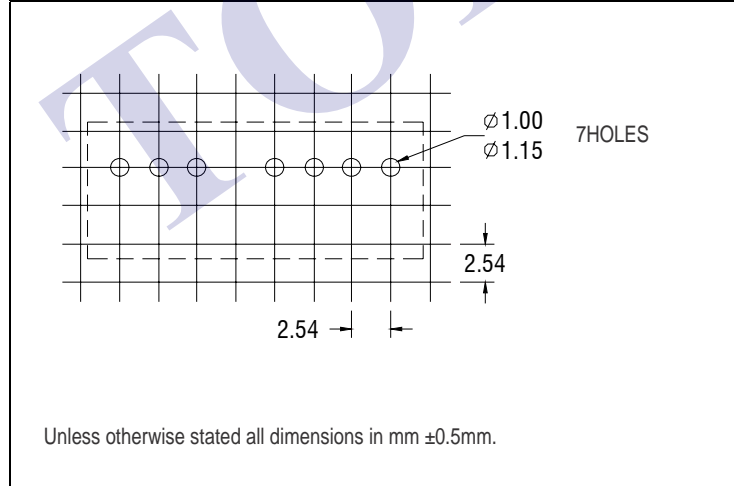 ⌀1.00
7HOLES
⌀1.15
2.54
2.54
Unless otherwise stated all dimensions in mm ±0.5mm.